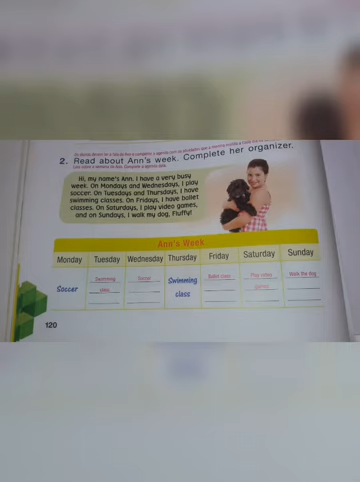 2. Read about Ann's week. Complete her organizer.
Hi, my name's Ann. I have a very busy
week. On Mondays and Wednesdays, I play
soccer. On Tuesdays and Thursdays, I have
swimming classes. On Fridays, I have ballet
classes. On Saturdays, I play video games,
and on Sundays, I walk my dog, Fluffy!
Ann's Week
Monday Tuesday Wednesday Thursday Friday Saturday Sunday
Soccer
Swimming
class
Soccer
Swimming
class
Ballet class
Play video
games
Walk the dog
120